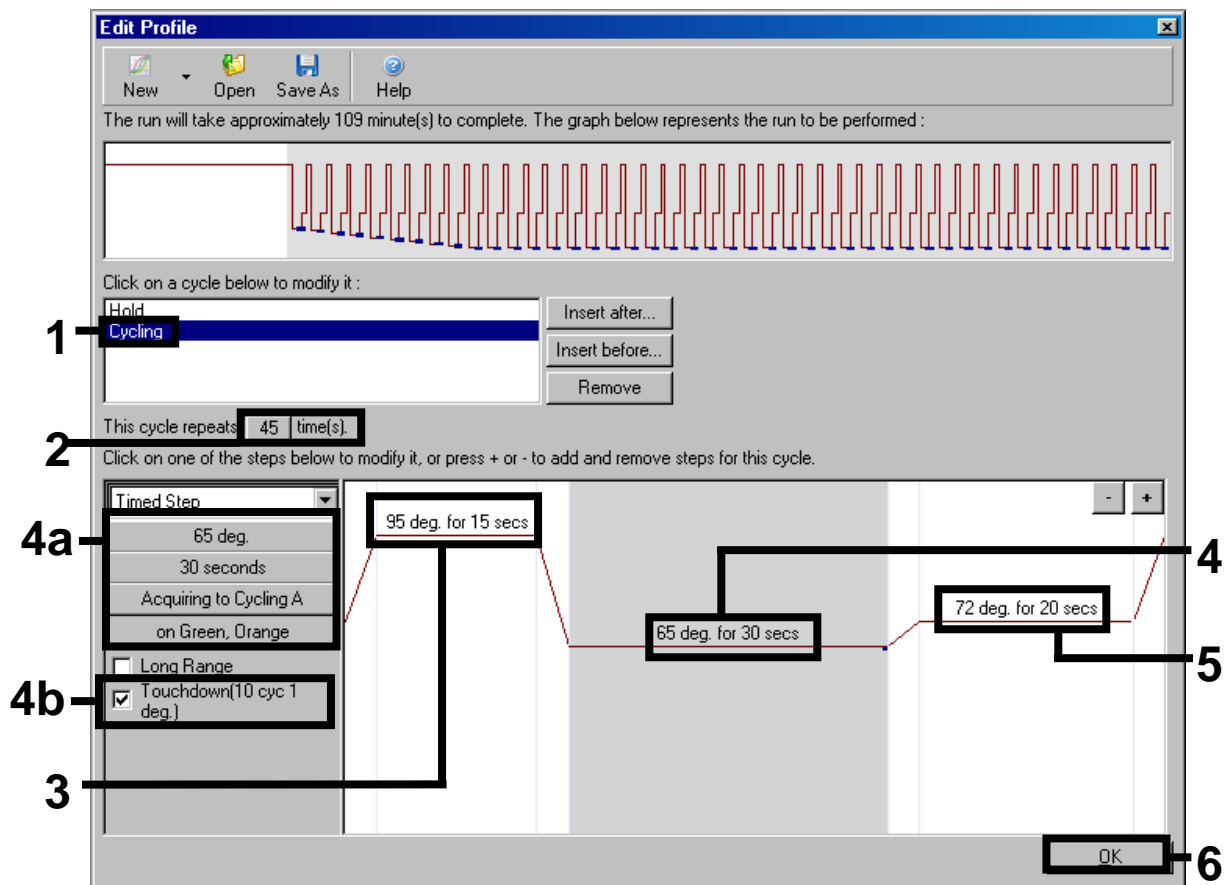 Edit Profile
New Open Save As Help
The run will take approximately 109 minute(s) to complete. The graph below represents the run to be performed :
Click on a cycle below to modify it :
Hold
1 Cycling
Insert after...
Insert before...
Remove
2 This cycle repeats 45 time(s).
Click on one of the steps below to modify it, or press + or - to add and remove steps for this cycle.
Timed Step
- +
4a
65 deg.
30 seconds
Acquiring to Cycling A
on Green, Orange
Long Range
4b Touchdown(10 cyc 1
deg.)
95 deg. for 15 secs
3
65 deg. for 30 secs
4
72 deg. for 20 secs
5
OK 6